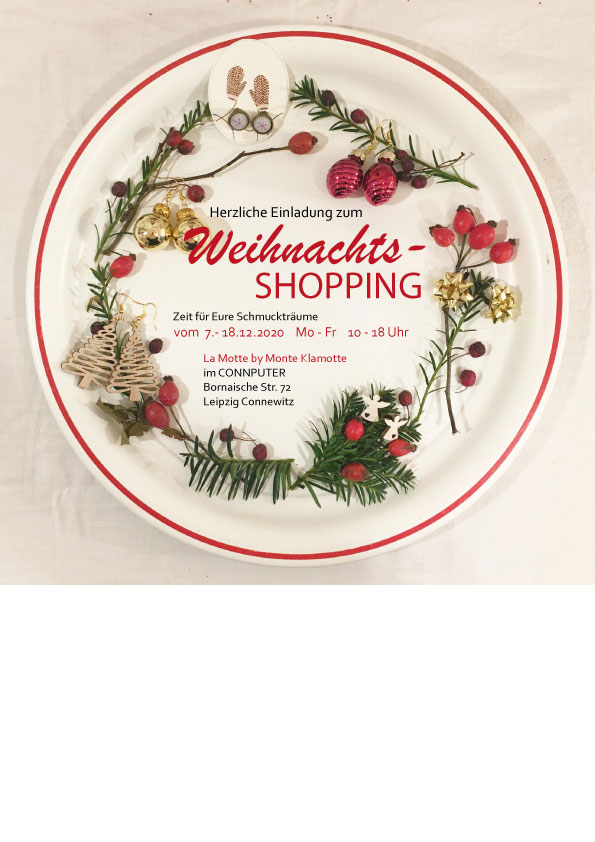 Herzliche Einladung zum
Weihnachts-
SHOPPING
Zeit für Eure Schmuckträume
vom 7.- 18.12.2020 Mo - Fr 10 - 18 Uhr
La Motte by Monte Klamotte
im CONNPUTER
Bornaische Str. 72
Leipzig Connewitz